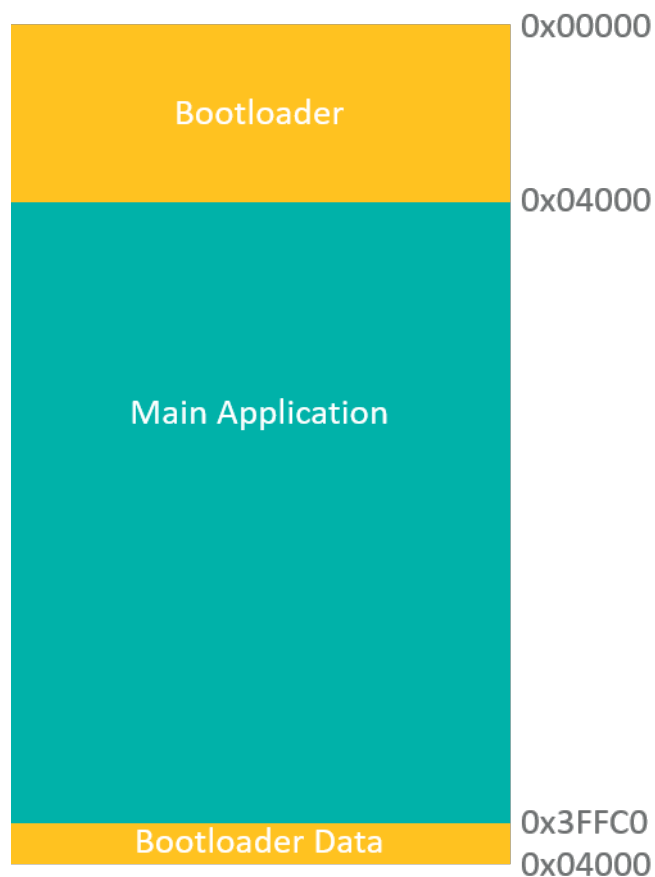 0x00000
Bootloader
0x04000
Main Application
0x3FFC0
Bootloader Data
0x04000